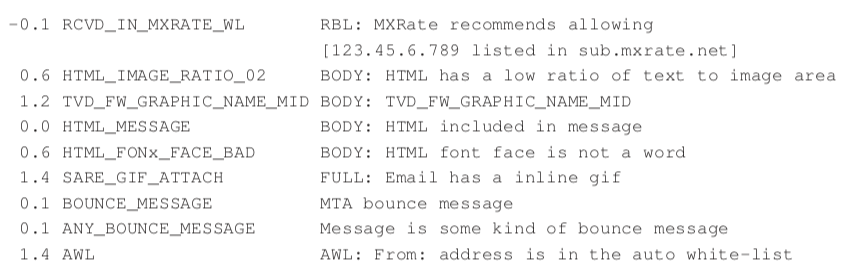 -0.1 RCVD_IN_MXRATE_WL RBL: MXRate recommends allowing
[123.45.6.789 listed in sub.mxrate.net]
0.6 HTML_IMAGE_RATIO_02 BODY: HTML has a low ratio of text to image area
1.2 TVD_FW_GRAPHIC_NAME_MID BODY: TVD_FW_GRAPHIC_NAME_MID
0.0 HTML_MESSAGE BODY: HTML included in message
0.6 HTML_FONx_FACE_BAD BODY: HTML font face is not a word
1.4 SARE_GIF_ATTACH FULL: Email has a inline gif
0.1 BOUNCE_MESSAGE MTA bounce message
0.1 ANY_BOUNCE_MESSAGE Message is some kind of bounce message
1.4 AWL AWL: From: address is in the auto white-list